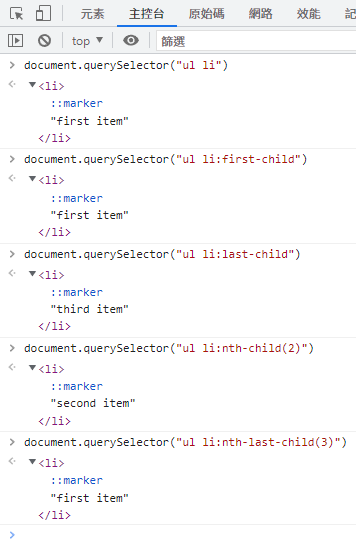 元素 主控台 原始碼 網路 效能
top 篩選
document.querySelector("ul li")
<li>
::marker
"first item"
</li>
document.querySelector("ul li:first-child")
<li>
::marker
"first item"
</li>
document.querySelector("ul li:last-child")
<li>
::marker
"third item"
</li>
document.querySelector("ul li:nth-child(2)")
<li>
::marker
"second item"
</li>
document.querySelector("ul li:nth-last-child(3)")
<li>
::marker
"first item"
</li>